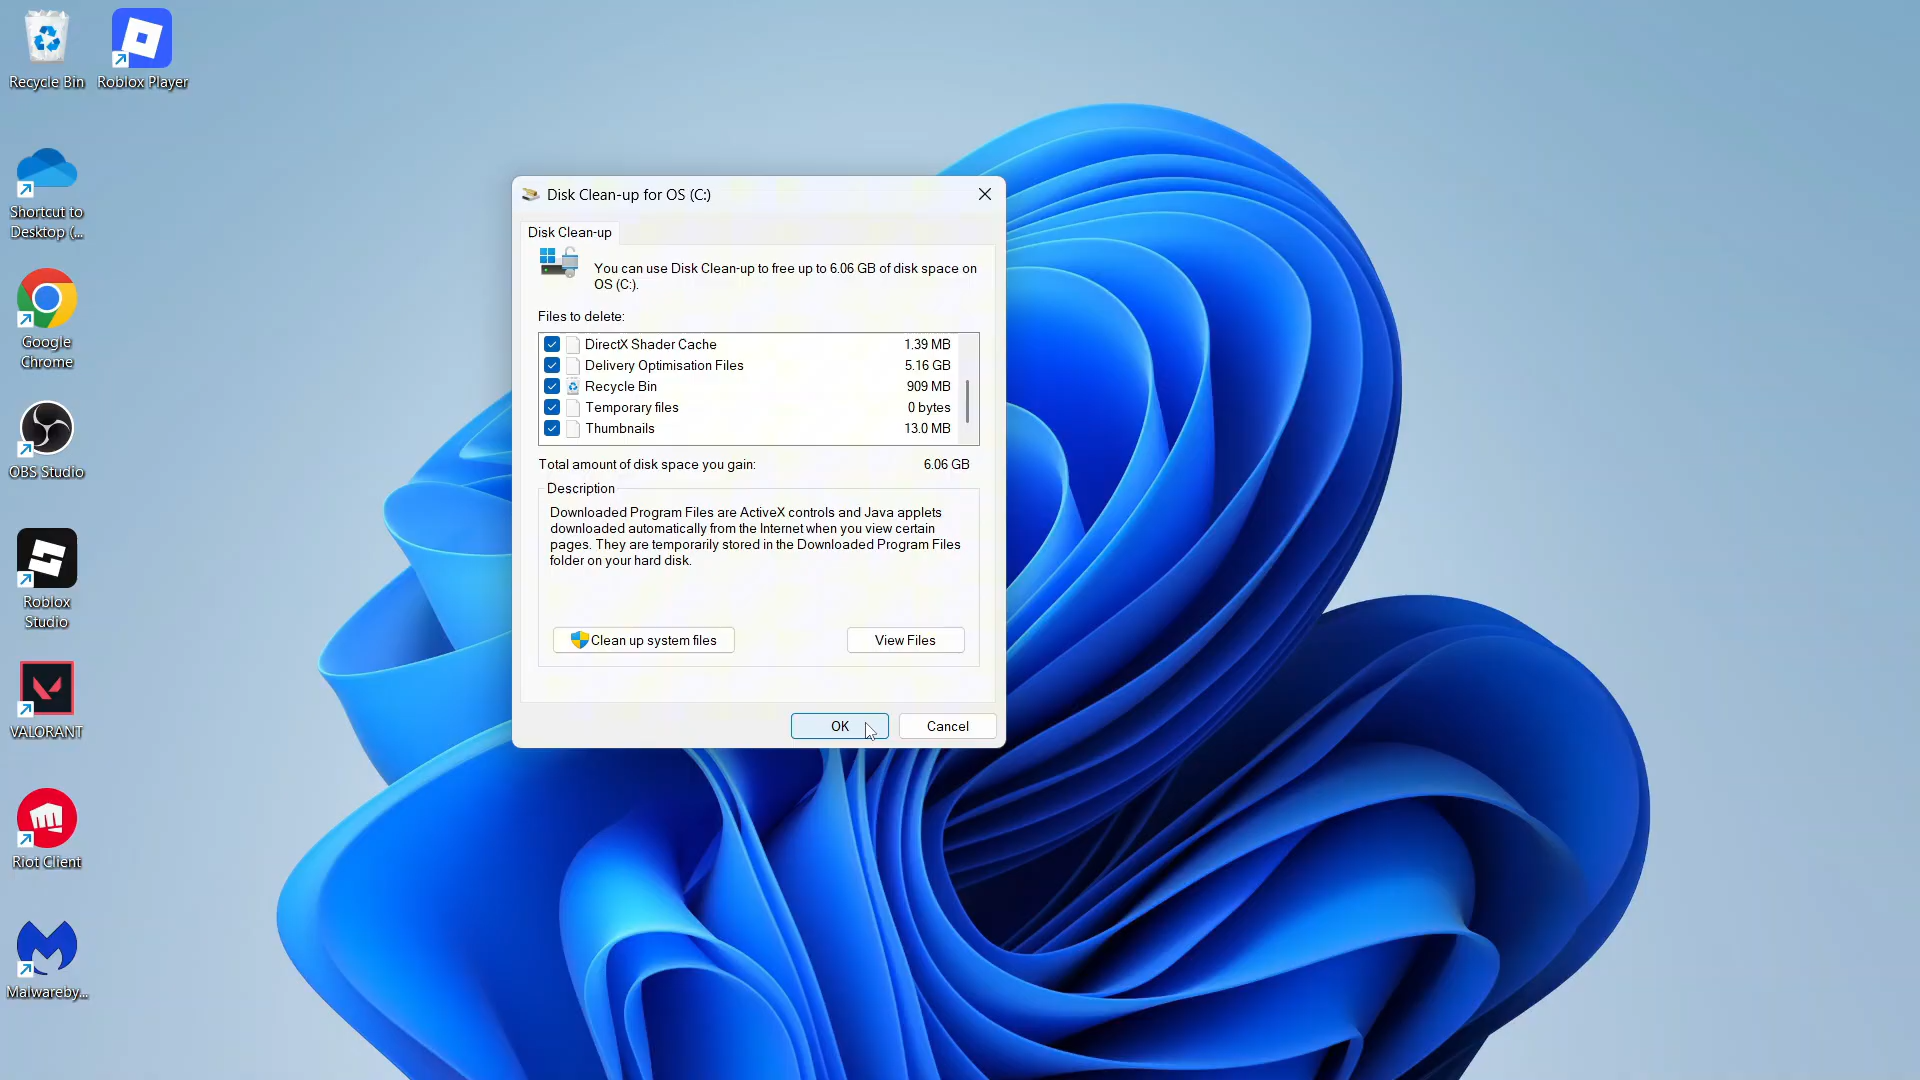 Recycle Bin
Roblox Player
Shortcut to
Desktop (...
Google
Chrome
OBS Studio
Roblox
Studio
VALORANT
Riot Client
Malwareby...
Disk Clean-up for OS (C:)
Disk Clean-up
You can use Disk Clean-up to free up to 6.06 GB of disk space on
OS (C:).
Files to delete:
DirectX Shader Cache 1.39 MB
Delivery Optimisation Files 5.16 GB
Recycle Bin 909 MB
Temporary files 0 bytes
Thumbnails 13.0 MB
Total amount of disk space you gain: 6.06 GB
Description
Downloaded Program Files are ActiveX controls and Java applets
downloaded automatically from the Internet when you view certain
pages. They are temporarily stored in the Downloaded Program Files
folder on your hard disk.
Clean up system files View Files
OK Cancel